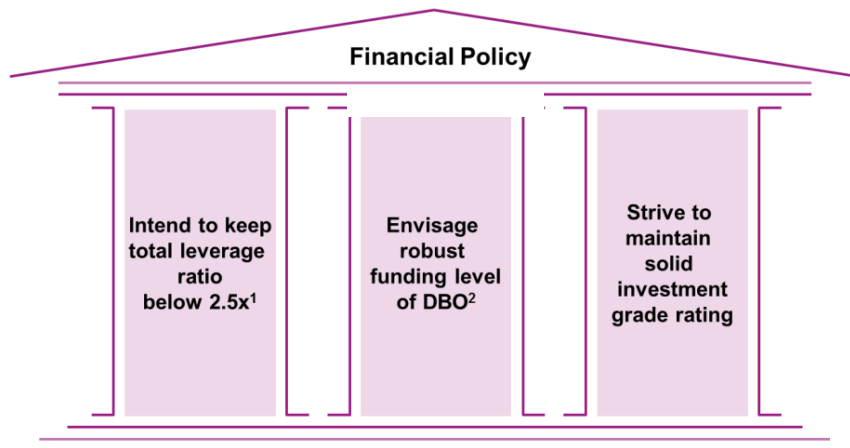 Financial Policy
Intend to keep
total leverage
ratio
below 2.5x¹
Envisage
robust
funding level
of DBO²
Strive to
maintain
solid
investment
grade rating